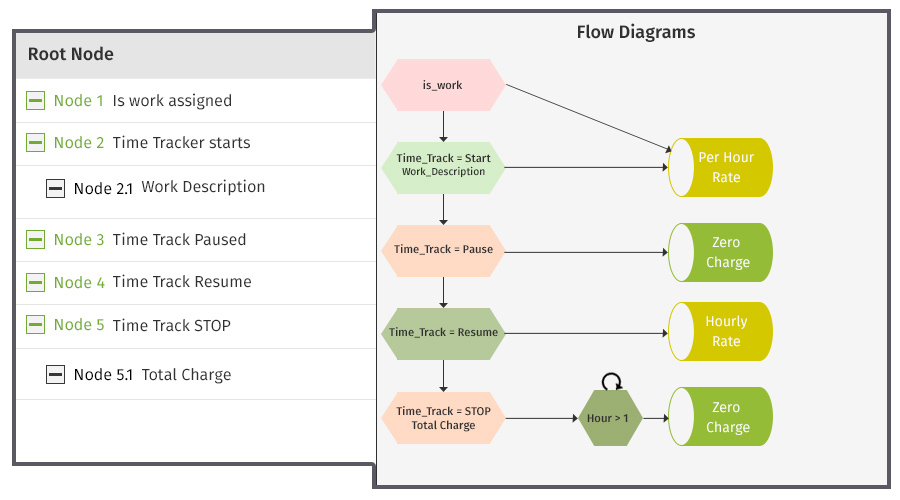 Root Node
Node 1 Is work assigned
Node 2 Time Tracker starts
Node 2.1 Work Description
Node 3 Time Track Paused
Node 4 Time Track Resume
Node 5 Time Track STOP
Node 5.1 Total Charge
Flow Diagrams
is_work
Time_Track = Start
Work_Description
Per Hour
Rate
Time_Track = Pause
Zero
Charge
Time_Track = Resume
Hourly
Rate
Time_Track = STOP
Total Charge
Hour > 1
Zero
Charge